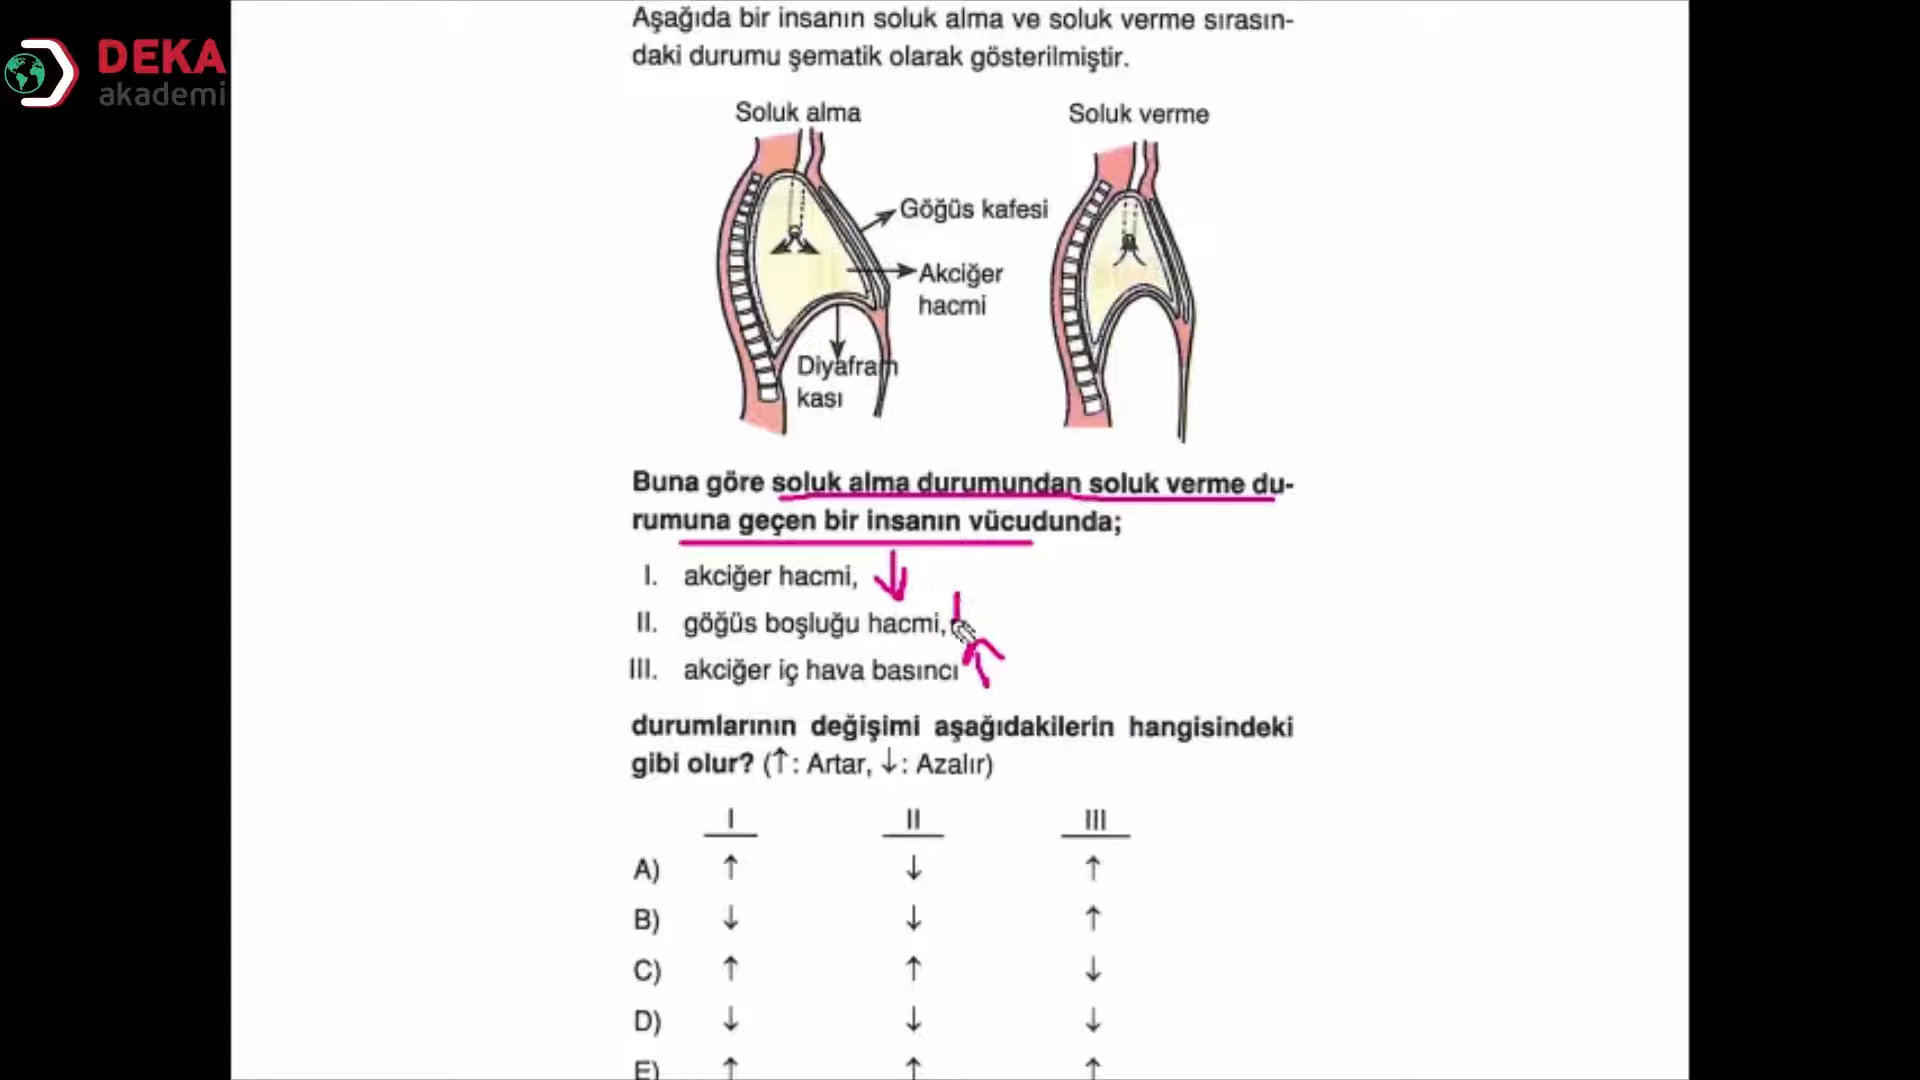 DEKA
akademi
Aşağıda bir insanın soluk alma ve soluk verme sırasın-
daki durumu şematik olarak gösterilmiştir.
Soluk alma
Soluk verme
Göğüs kafesi
Akciğer
hacmi
Diyafram
kası
Buna göre soluk alma durumundan soluk verme du-
rumuna geçen bir insanın vücudunda;
I. akciğer hacmi,
II. göğüs boşluğu hacmi,
III. akciğer iç hava basıncı
durumlarının değişimi aşağıdakilerin hangisindeki
gibi olur? (↑: Artar, ↓: Azalır)
I II III
A) ↑ ↓ ↑
B) ↓ ↓ ↑
C) ↑ ↑ ↓
D) ↓ ↓ ↓
E) ↑ ↑ ↑